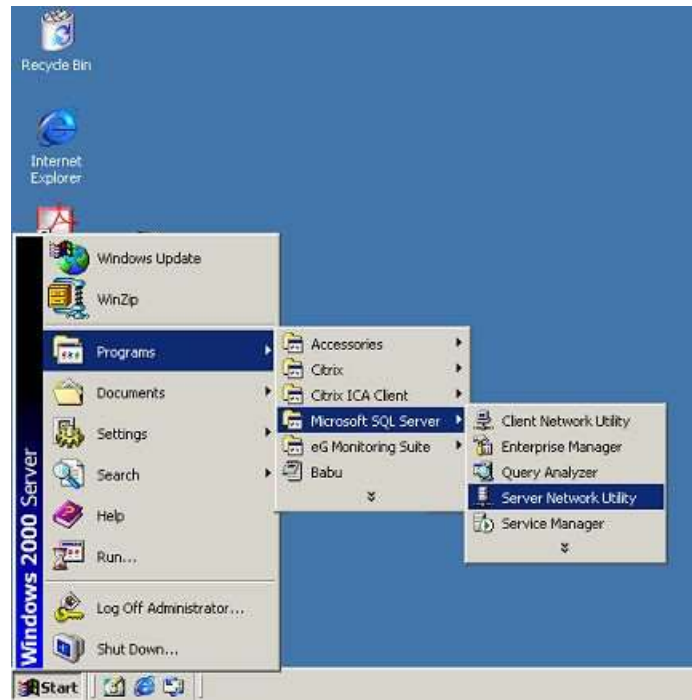 Recycle Bin
Internet
Explorer
Windows Update
WinZip
Programs
Documents
Settings
Search
Help
Run...
Log Off Administrator...
Shut Down...
Windows 2000 Server
Accessories
Citrix
Citrix ICA Client
Microsoft SQL Server
eG Monitoring Suite
Babu
Client Network Utility
Enterprise Manager
Query Analyzer
Server Network Utility
Service Manager
Start